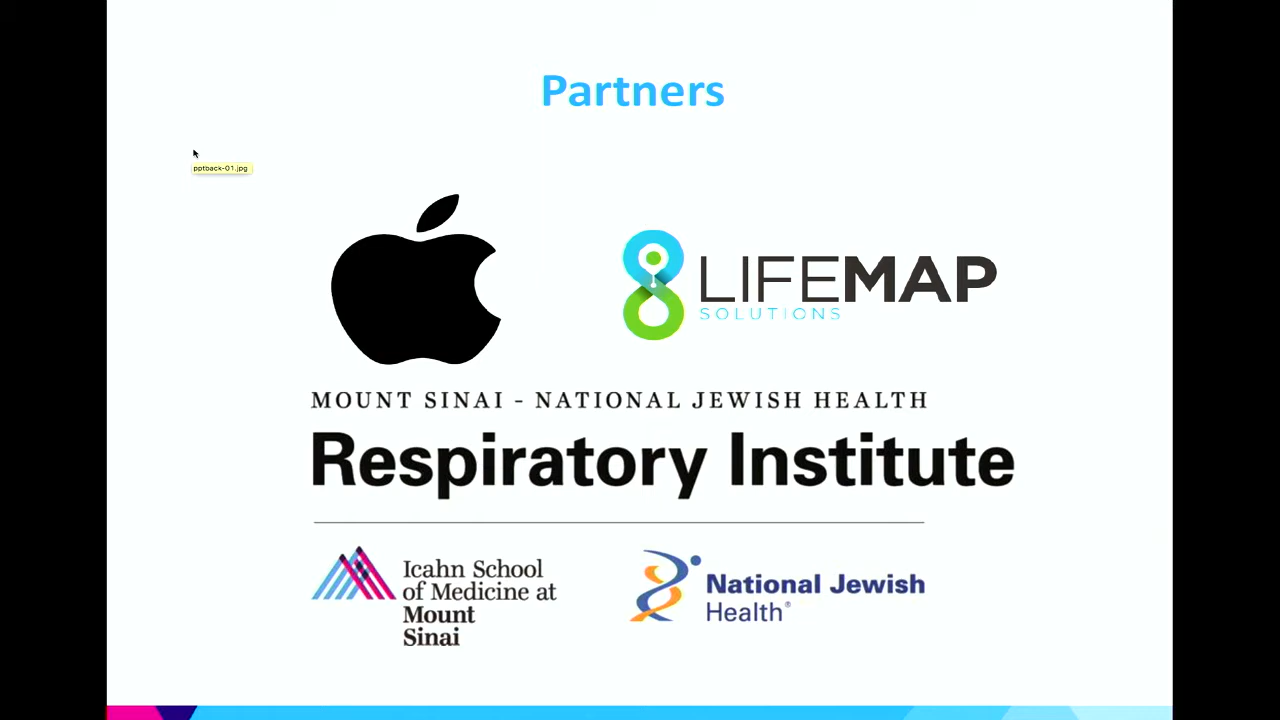 Partners
pptback-01.jpg
LIFEMAP
SOLUTIONS
MOUNT SINAI - NATIONAL JEWISH HEALTH
Respiratory Institute
Icahn School
of Medicine at
Mount
Sinai
National Jewish
Health®